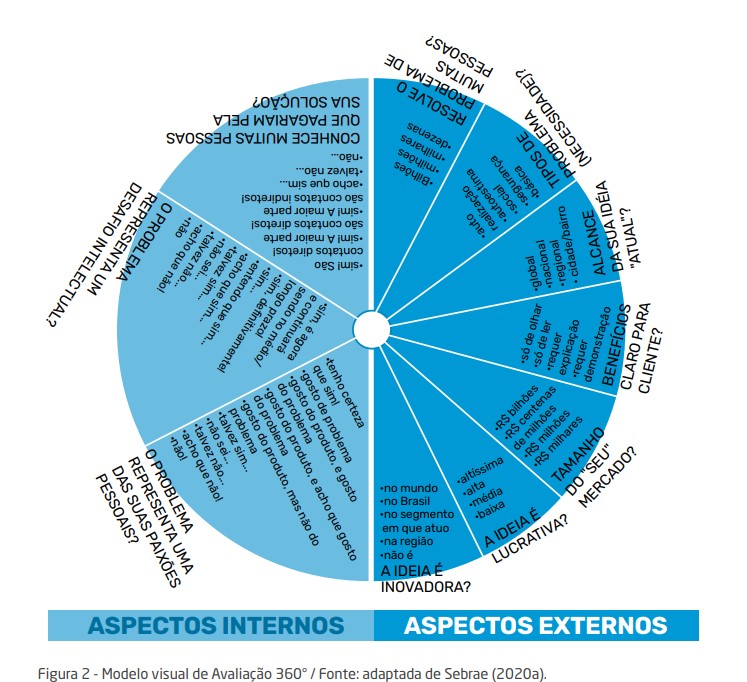 RESOLVE O
PROBLEMA DE
MUITAS
PESSOAS?
•Bilhões
•milhões
•milhares
•dezenas
TIPOS DE
PROBLEMA
(NECESSIDADE)?
•auto
realização
•autoestima
•social
•segurança
•básica
ALCANCE
DA SUA IDÉIA
"ATUAL"?
•global
•nacional
•regional
• cidade/bairro
BENEFÍCIOS
CLARO PARA
CLIENTE?
•só de olhar
•só de ler
•requer
explicação
•requer
demonstração
TAMANHO
DO "SEU"
MERCADO?
•R$ bilhões
•R$ centenas
de milhões
•R$ milhões
•R$ milhares
A IDEIA É
LUCRATIVA?
•altíssima
•alta
•média
•baixa
•no mundo
•no Brasil
•no segmento
em que atuo
•na região
•não é
A IDEIA É
INOVADORA?
O PROBLEMA
REPRESENTA UMA
DAS SUAS PAIXÕES
PESSOAIS?
•tenho certeza
que sim!
•gosto de problema
•gosto do produto, e gosto
do problema
•gosto do produto, e acho que gosto
do problema
•gosto do produto, mas não do
problema
•talvez sim...
•não sei...
•talvez não...
•acho que não!
•não!
O PROBLEMA
REPRESENTA UM
DESAFIO INTELECTUAL?
•sim é agora
e continuará
sendo no médio/
longo prazo!
•sim, definitivamente!
•sim...
•entendo que sim...
•acho que sim...
•talvez sim...
•não sei...
•talvez não...
•acho que não!
•não
CONHECE MUITAS PESSOAS
QUE PAGARIAM PELA
SUA SOLUÇÃO?
•Sim! São
contatos diretos!
•Sim! A maior parte
são contatos diretos!
•sim! A maior parte
são contatos indiretos!
•acho que sim...
•talvez não...
•não...
ASPECTOS INTERNOS
ASPECTOS EXTERNOS
Figura 2 - Modelo visual de Avaliação 360° / Fonte: adaptada de Sebrae (2020a).